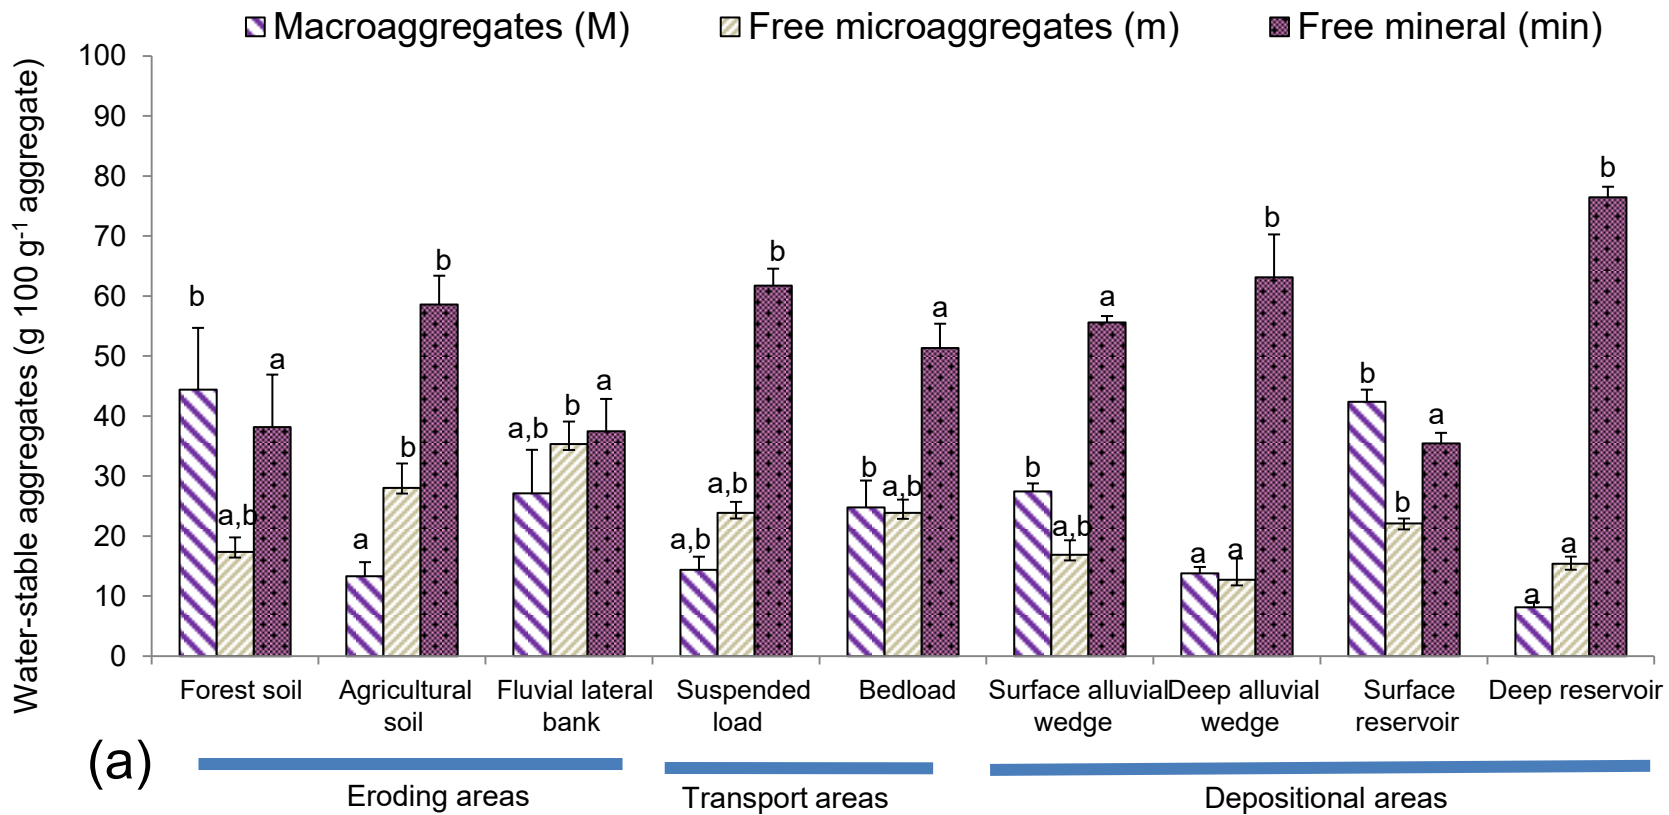 Macroaggregates (M) Free microaggregates (m) Free mineral (min)
Water-stable aggregates (g 100 g⁻¹ aggregate)
100
90
80
70
60
50
40
30
20
10
0
b a,b a
a b b
a,b b a
a,b a,b b
b a,b a
b a,b a
a a b
b b a
a a b
Forest soil
Agricultural
soil
Fluvial lateral
bank
Suspended
load
Bedload
Surface alluvial
wedge
Deep alluvial
wedge
Surface
reservoir
Deep reservoir
(a)
Eroding areas
Transport areas
Depositional areas